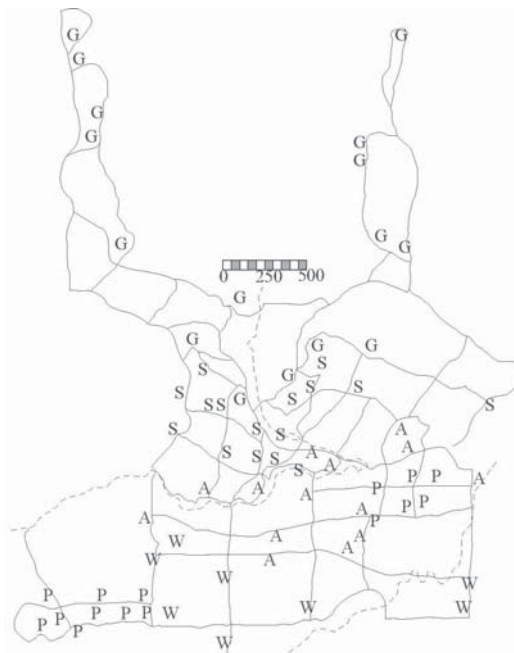 G G
G
G
G
G
G
G
G G
0 250 500
G
G G G
S S
S S S
S S S G S S
S S S
S A A
S S S
S A
A
P P P A
A A P
A P P
A P
W A A
A
W A
W W
P P P
P P P P W W W
P P
W